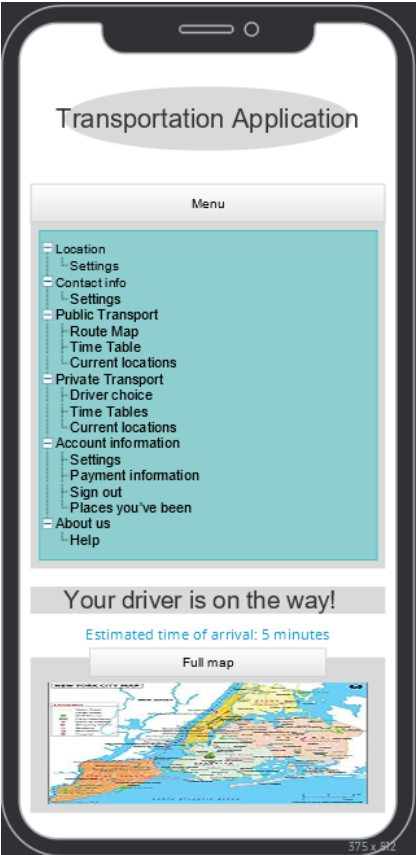 Transportation Application
Menu
Location
Settings
Contact info
Settings
Public Transport
Route Map
Time Table
Current locations
Private Transport
Driver choice
Time Tables
Current locations
Account information
Settings
Payment information
Sign out
Places you've been
About us
Help
Your driver is on the way!
Estimated time of arrival: 5 minutes
Full map
NEW YORK CITY MAP
NEW JERSEY
NORTH ATLANTIC OCEAN
375 x 812